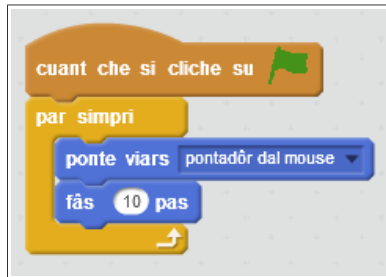 cuant che si cliche su
par simpri
ponte viars pontadôr dal mouse
fâs 10 pas